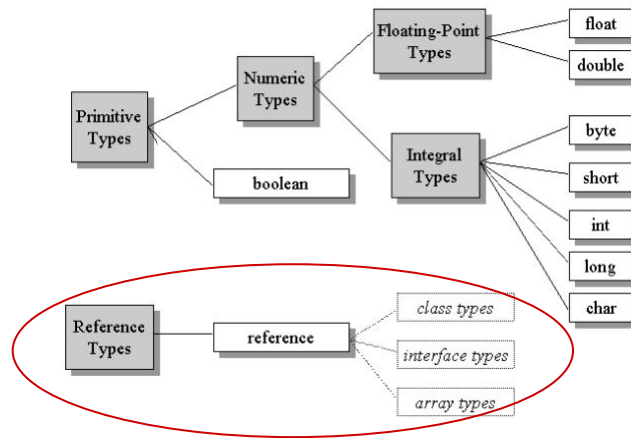 Primitive
Types
Numeric
Types
boolean
Floating-Point
Types
float
double
Integral
Types
byte
short
int
long
char
Reference
Types
reference
class types
interface types
array types